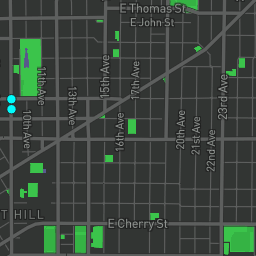 E Thomas St
E John St
11th Ave
10th Ave
13th Ave
15th Ave
17th Ave
16th Ave
20th Ave
21st Ave
22nd Ave
23rd Ave
T HILL
E Cherry St